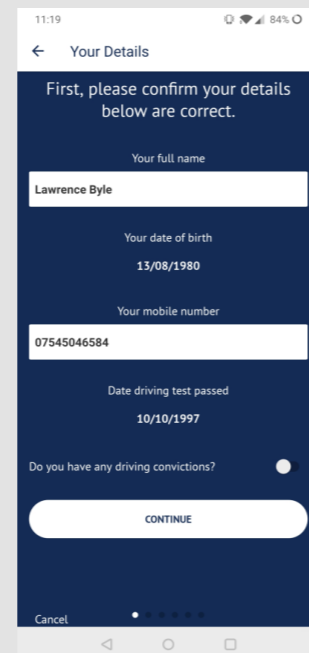 11:19
84%
Your Details
First, please confirm your details
below are correct.
Your full name
Lawrence Byle
Your date of birth
13/08/1980
Your mobile number
07545046584
Date driving test passed
10/10/1997
Do you have any driving convictions?
CONTINUE
Cancel